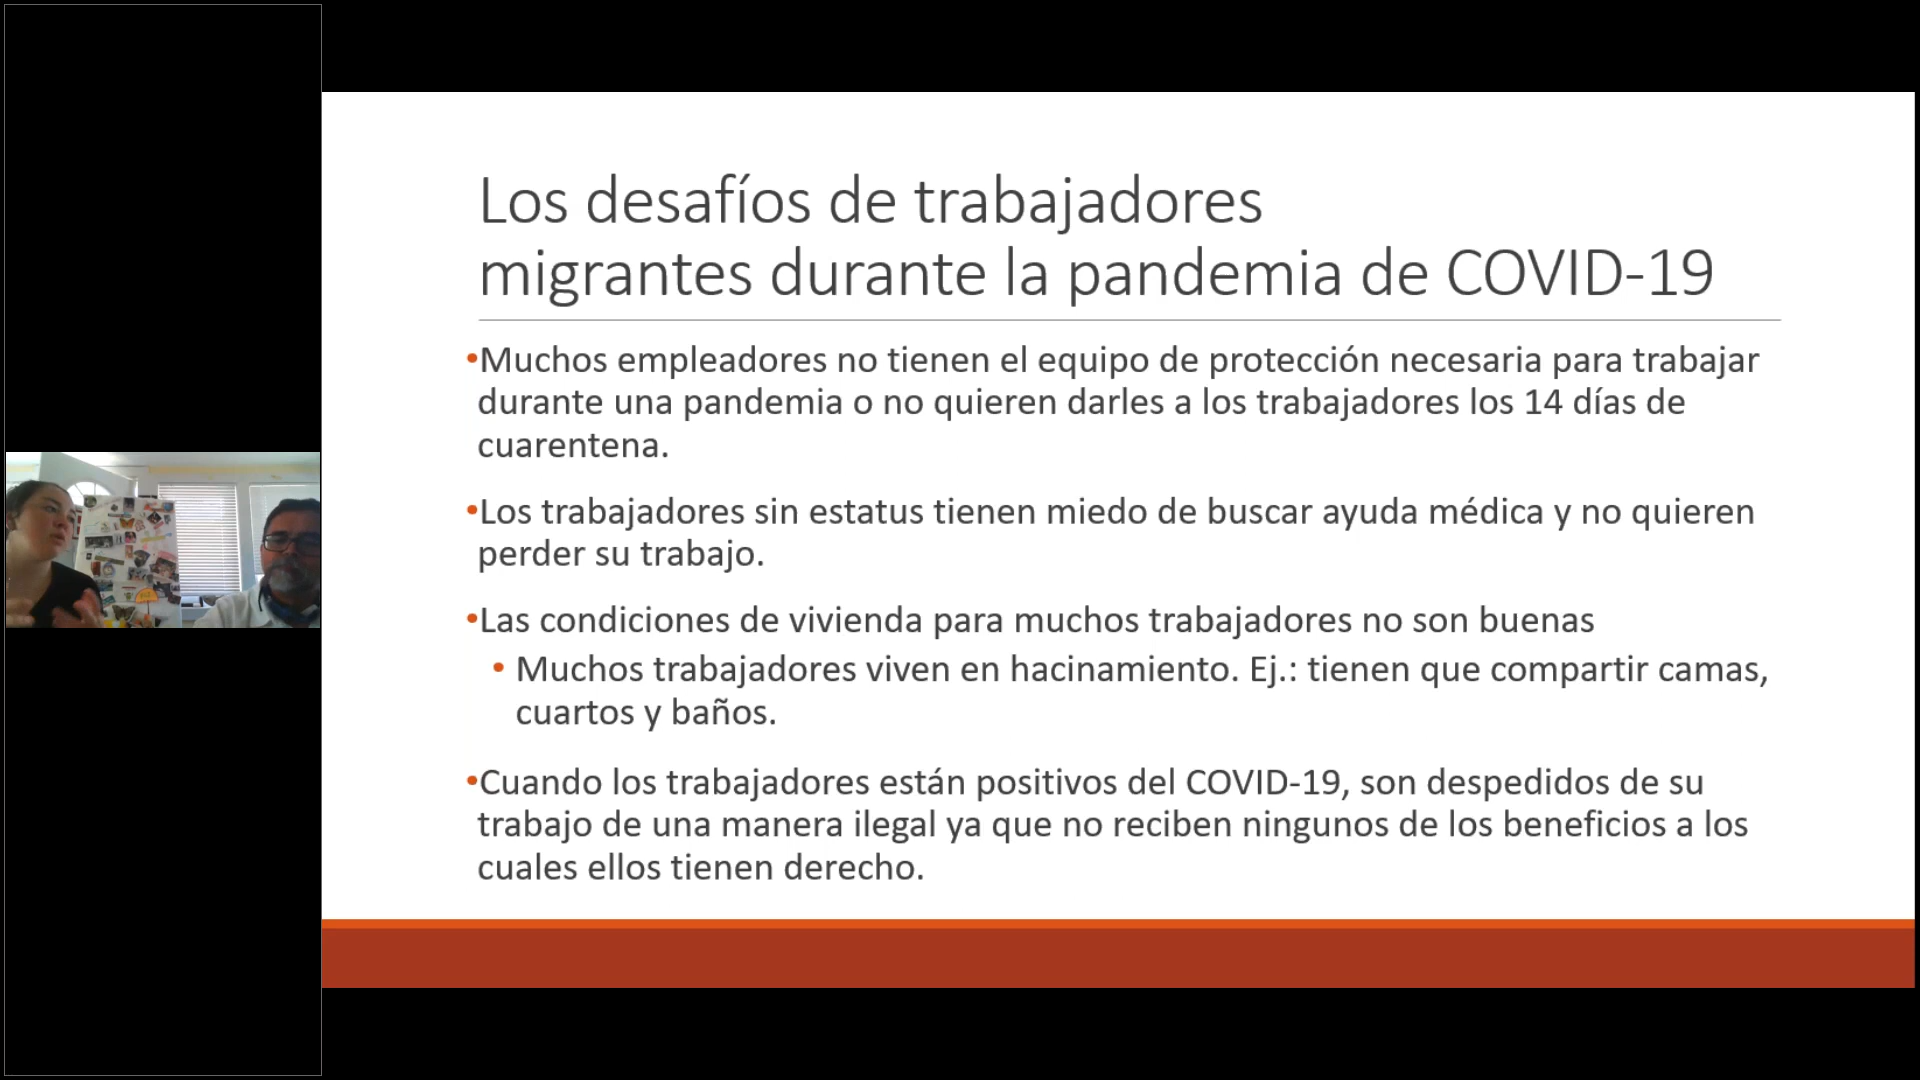 Los desafíos de trabajadores
migrantes durante la pandemia de COVID-19
•Muchos empleadores no tienen el equipo de protección necesaria para trabajar
durante una pandemia o no quieren darles a los trabajadores los 14 días de
cuarentena.
•Los trabajadores sin estatus tienen miedo de buscar ayuda médica y no quieren
perder su trabajo.
•Las condiciones de vivienda para muchos trabajadores no son buenas
• Muchos trabajadores viven en hacinamiento. Ej.: tienen que compartir camas,
cuartos y baños.
•Cuando los trabajadores están positivos del COVID-19, son despedidos de su
trabajo de una manera ilegal ya que no reciben ningunos de los beneficios a los
cuales ellos tienen derecho.